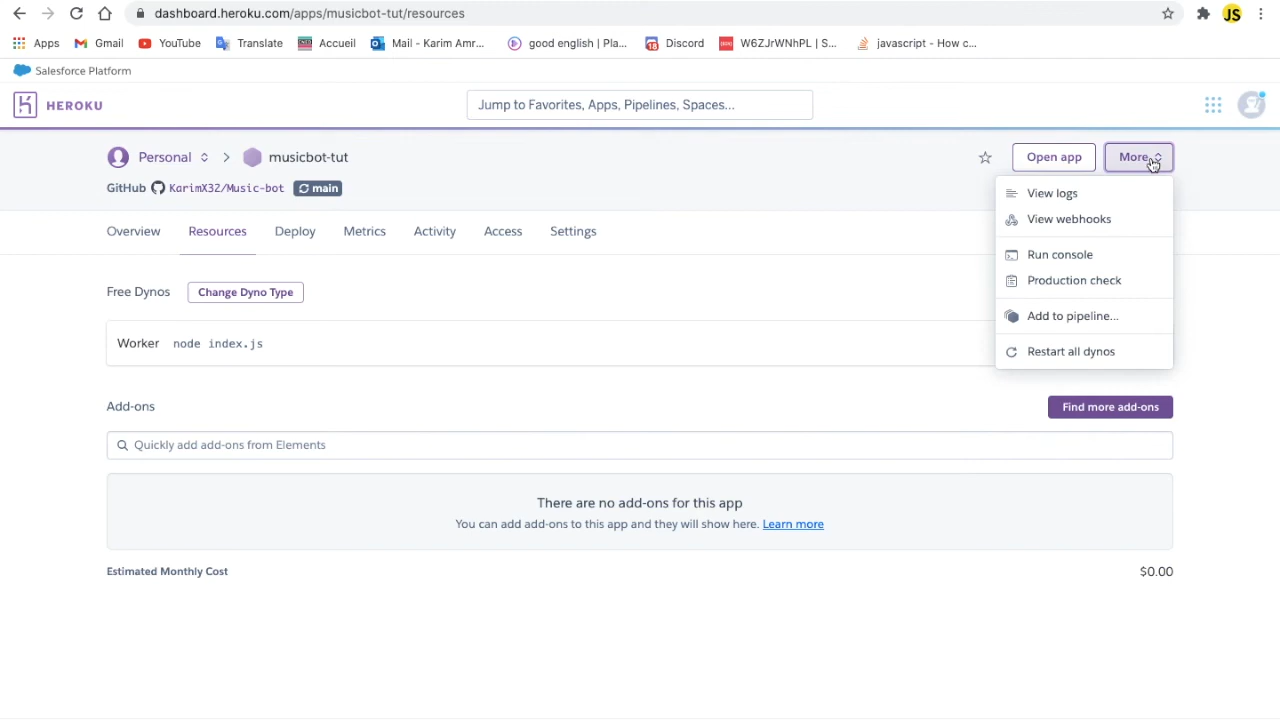 dashboard.heroku.com/apps/musicbot-tut/resources
JS
Apps Gmail YouTube Translate Accueil Mail - Karim Amr... good english | Pla... Discord W6ZJrWNhPL | S... javascript - How c...
Salesforce Platform
HEROKU
Jump to Favorites, Apps, Pipelines, Spaces...
Personal musicbot-tut
Open app
More
GitHub KarimX32/Music-bot main
View logs
View webhooks
Run console
Production check
Add to pipeline...
Restart all dynos
Overview Resources Deploy Metrics Activity Access Settings
Free Dynos Change Dyno Type
Worker node index.js
Add-ons
Find more add-ons
Quickly add add-ons from Elements
There are no add-ons for this app
You can add add-ons to this app and they will show here. Learn more
Estimated Monthly Cost $0.00